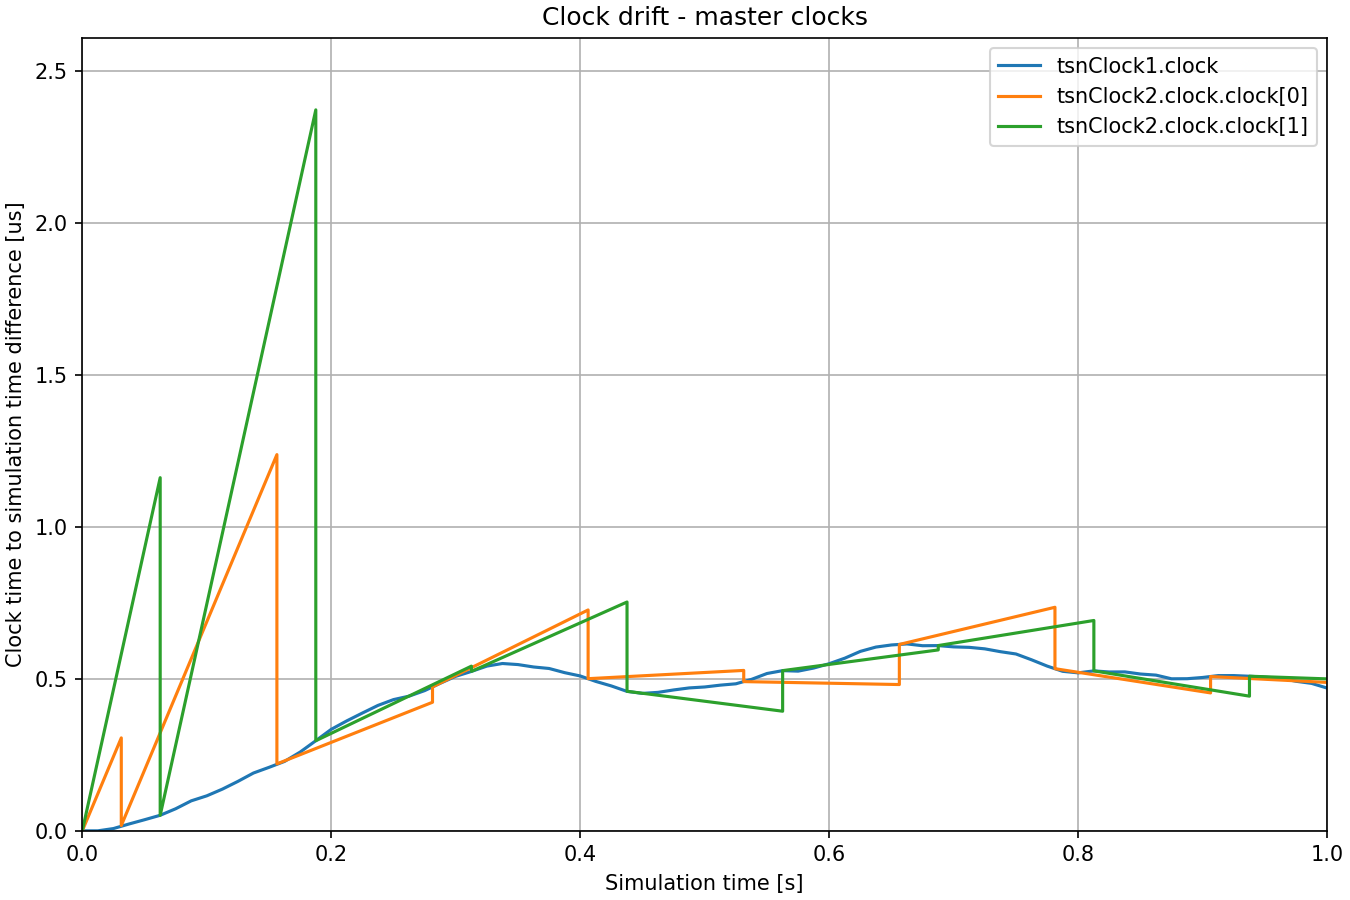 Clock drift - master clocks
tsnClock1.clock
tsnClock2.clock.clock[0]
tsnClock2.clock.clock[1]
Clock time to simulation time difference [us]
2.5
2.0
1.5
1.0
0.5
0.0
0.0 0.2 0.4 0.6 0.8 1.0
Simulation time [s]